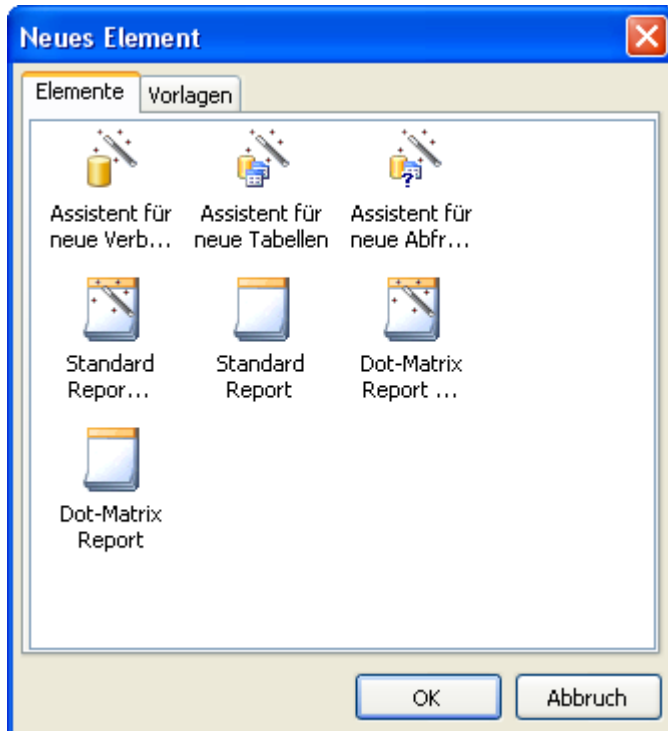 Neues Element
Elemente Vorlagen
Assistent für Assistent für Assistent für
neue Verb... neue Tabellen neue Abfr...
Standard Standard Dot-Matrix
Repor... Report Report ...
Dot-Matrix
Report
OK Abbruch